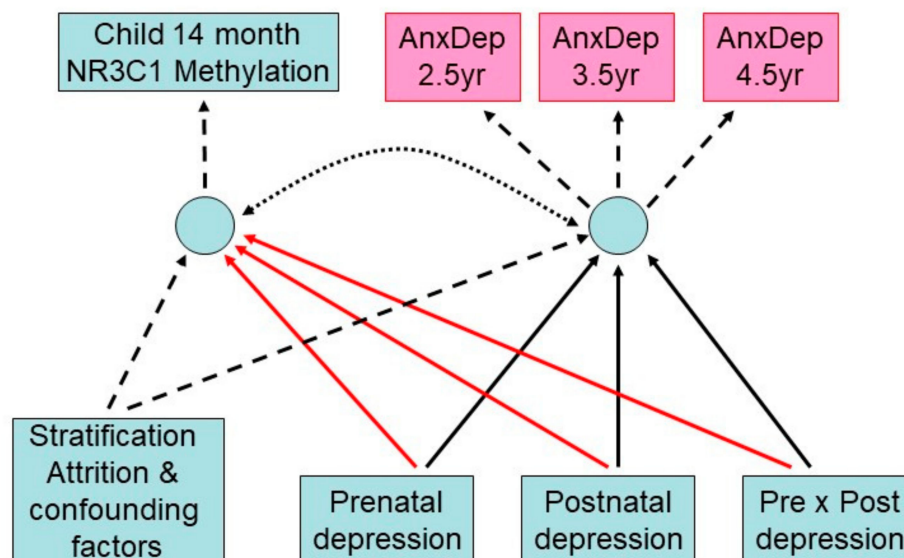 Child 14 month
NR3C1 Methylation
AnxDep
2.5yr
AnxDep
3.5yr
AnxDep
4.5yr
Stratification
Attrition &
confounding
factors
Prenatal
depression
Postnatal
depression
Pre x Post
depression